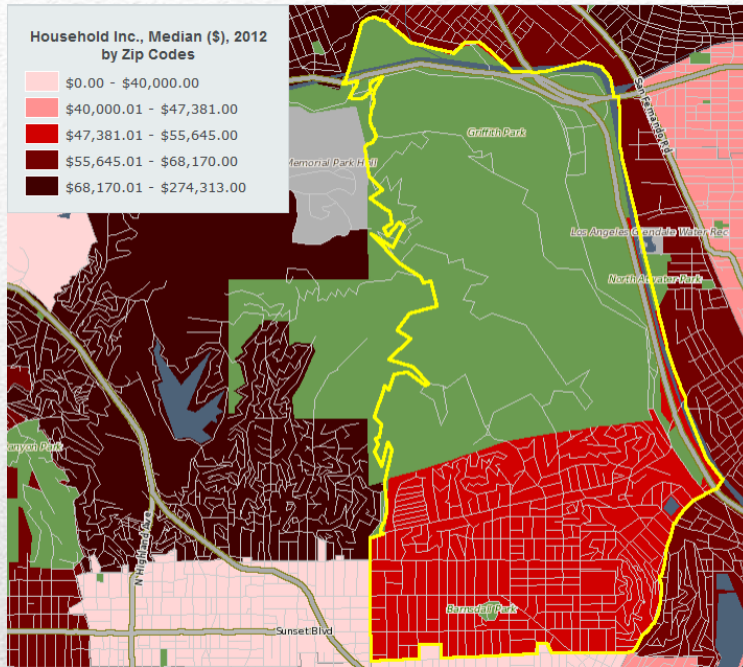 Household Inc., Median ($), 2012
by Zip Codes
$0.00 - $40,000.00
$40,000.01 - $47,381.00
$47,381.01 - $55,645.00
$55,645.01 - $68,170.00
$68,170.01 - $274,313.00
San Fernando Rd
Griffith Park
Memorial Park
Los Angeles Glendale Water Rec
North Atwater Park
anyon Park
N Highland Ave
Barnsdall Park
Sunset Blvd